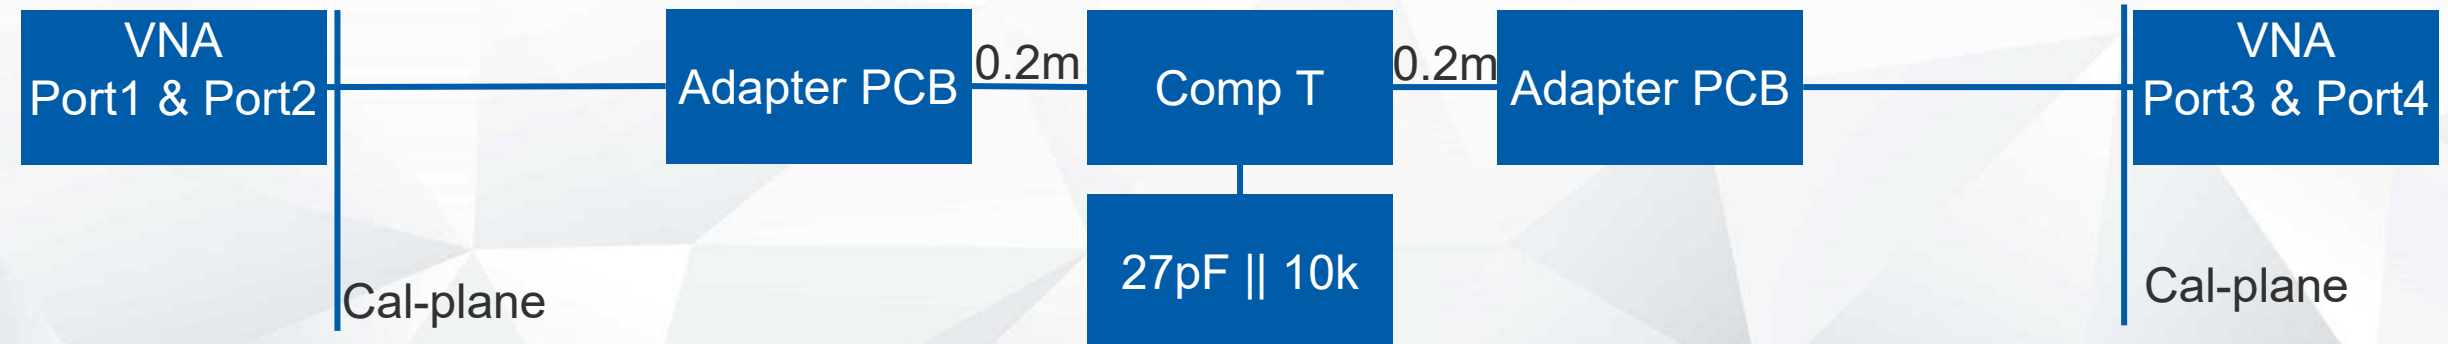 VNA
Port1 & Port2
Adapter PCB
0.2m
Comp T
0.2m
Adapter PCB
VNA
Port3 & Port4
27pF || 10k
Cal-plane
Cal-plane